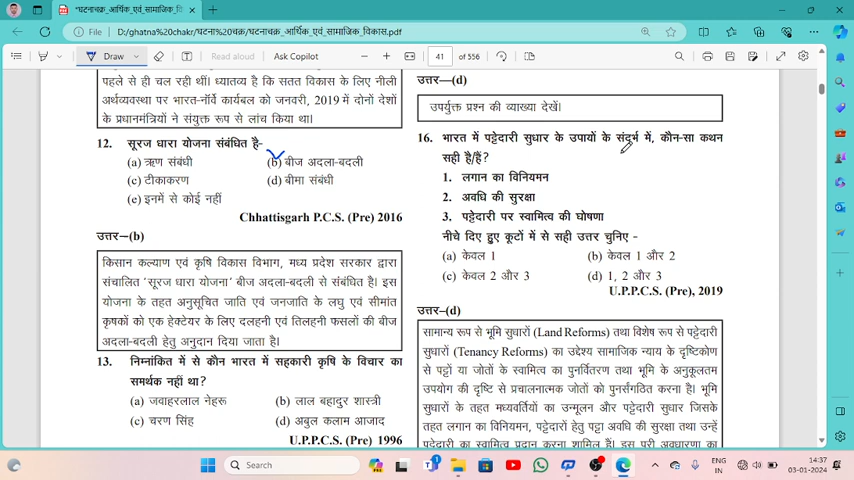 घटनाचक्र_आर्थिक_एवं_सामाजिक_वि
File
D:/ghatna%20chakr/घटना%20चक्र/घटनाचक्र_आर्थिक_एवं_सामाजिक_विकास.pdf
Draw
Read aloud
Ask Copilot
41 of 556
पहले से ही चल रही थीं। ध्यातव्य है कि सतत विकास के लिए नीली
अर्थव्यवस्था पर भारत-नॉर्वे कार्यबल को जनवरी, 2019 में दोनों देशों
के प्रधानमंत्रियों ने संयुक्त रूप से लांच किया था।
12. सूरज धारा योजना संबंधित है-
(a) ऋण संबंधी (b) बीज अदला-बदली
(c) टीकाकरण (d) बीमा संबंधी
(e) इनमें से कोई नहीं
Chhattisgarh P.C.S. (Pre) 2016
उत्तर—(b)
किसान कल्याण एवं कृषि विकास विभाग, मध्य प्रदेश सरकार द्वारा
संचालित 'सूरज धारा योजना' बीज अदला-बदली से संबंधित है। इस
योजना के तहत अनुसूचित जाति एवं जनजाति के लघु एवं सीमांत
कृषकों को एक हेक्टेयर के लिए दलहनी एवं तिलहनी फसलों की बीज
अदला-बदली हेतु अनुदान दिया जाता है।
13. निम्नांकित में से कौन भारत में सहकारी कृषि के विचार का
समर्थक नहीं था?
(a) जवाहरलाल नेहरू (b) लाल बहादुर शास्त्री
(c) चरण सिंह (d) अबुल कलाम आजाद
U.P.P.C.S. (Pre) 1996
उत्तर—(d)
उपर्युक्त प्रश्न की व्याख्या देखें।
16. भारत में पट्टेदारी सुधार के उपायों के संदर्भ में, कौन-सा कथन
सही है/हैं?
1. लगान का विनियमन
2. अवधि की सुरक्षा
3. पट्टेदारी पर स्वामित्व की घोषणा
नीचे दिए हुए कूटों में से सही उत्तर चुनिए -
(a) केवल 1 (b) केवल 1 और 2
(c) केवल 2 और 3 (d) 1, 2 और 3
U.P.P.C.S. (Pre), 2019
उत्तर—(d)
सामान्य रूप से भूमि सुधारों (Land Reforms) तथा विशेष रूप से पट्टेदारी
सुधारों (Tenancy Reforms) का उद्देश्य सामाजिक न्याय के दृष्टिकोण
से पट्टों या जोतों के स्वामित्व का पुनर्वितरण तथा भूमि के अनुकूलतम
उपयोग की दृष्टि से प्रचालनात्मक जोतों को पुनर्संगठित करना है। भूमि
सुधारों के तहत मध्यवर्तियों का उन्मूलन और पट्टेदारी सुधार जिसके
तहत लगान का विनियमन, पट्टेदारों हेतु पट्टा अवधि की सुरक्षा तथा उन्हें
पट्टेदारी का स्वामित्व प्रदान करना शामिल हैं। इस पूरी अवधारणा का
Search
ENG
IN
14:37
03-01-2024